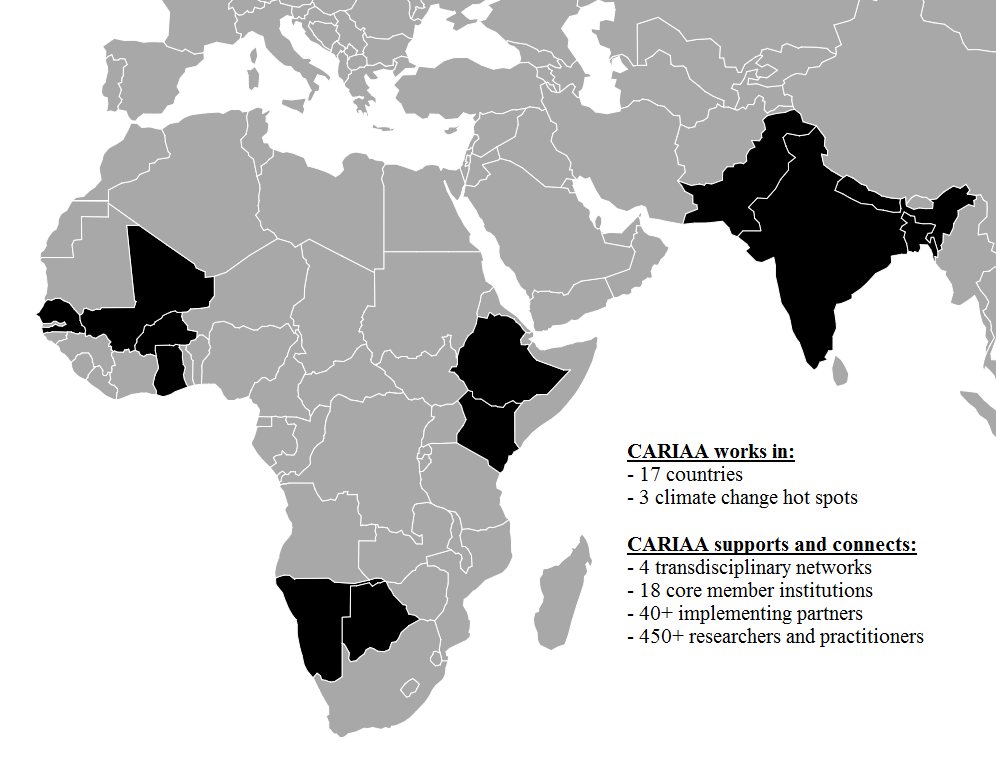 CARIAA works in:
- 17 countries
- 3 climate change hot spots
CARIAA supports and connects:
- 4 transdisciplinary networks
- 18 core member institutions
- 40+ implementing partners
- 450+ researchers and practitioners